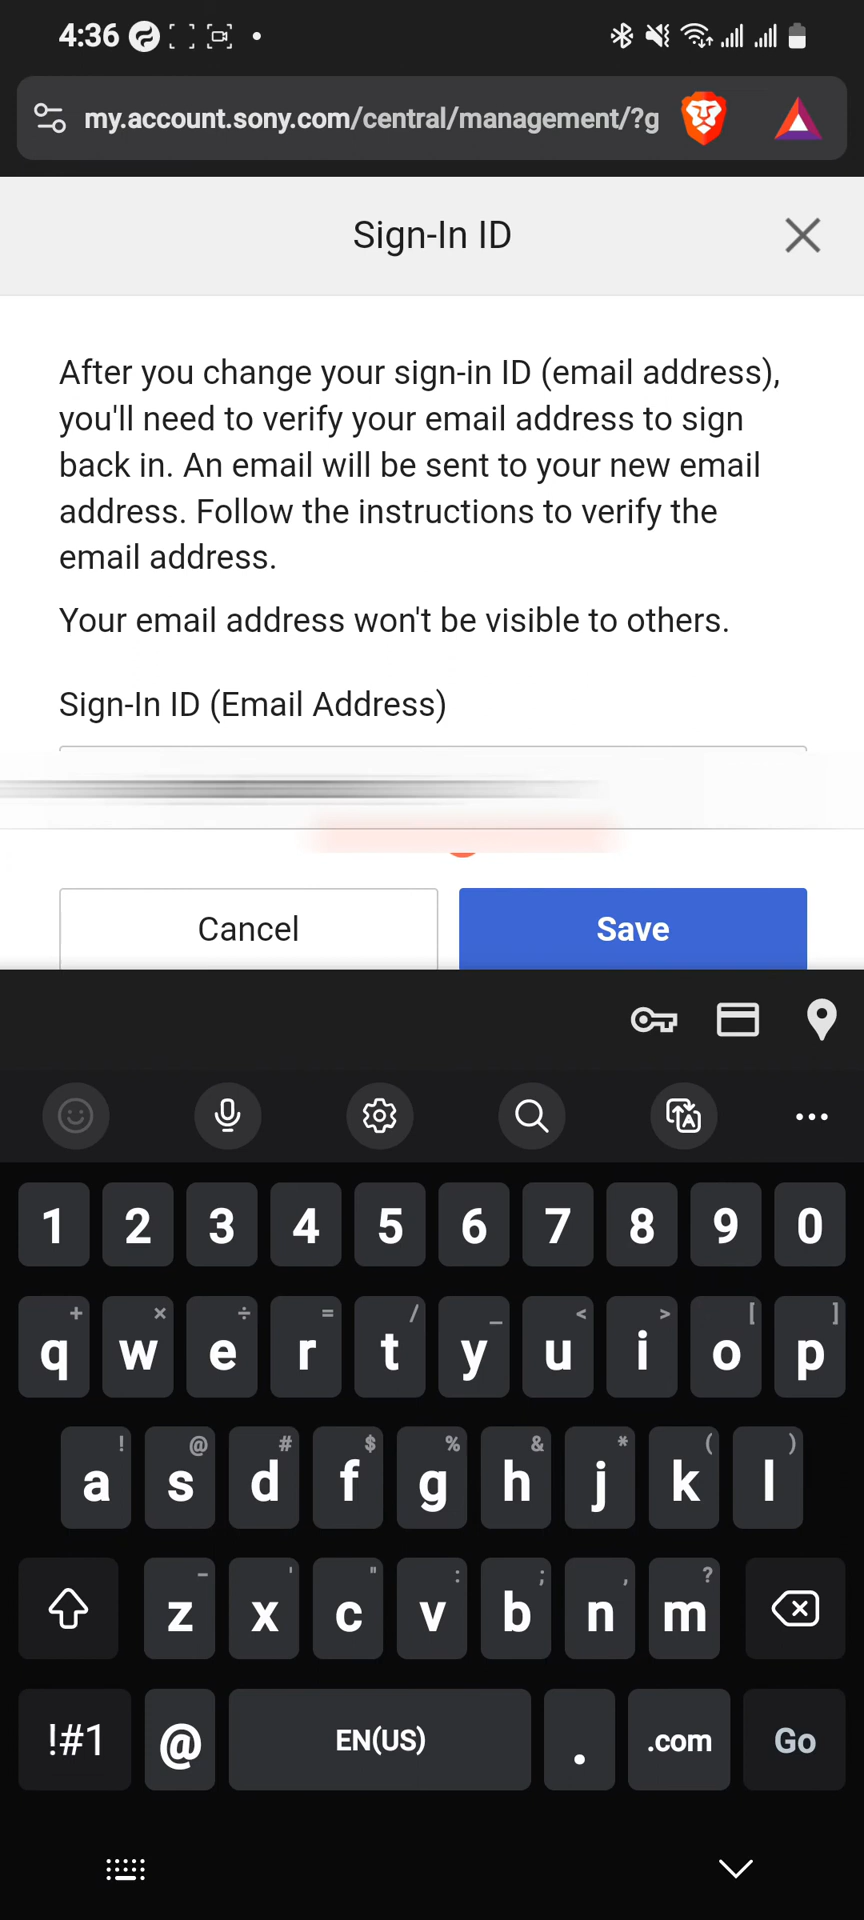 4:36
my.account.sony.com/central/management/?g
Sign-In ID
After you change your sign-in ID (email address),
you'll need to verify your email address to sign
back in. An email will be sent to your new email
address. Follow the instructions to verify the
email address.
Your email address won't be visible to others.
Sign-In ID (Email Address)
Cancel Save
1 2 3 4 5 6 7 8 9 0
+ × ÷ = / _ < > [ ]
q w e r t y u i o p
! @ # $ % & * ( )
a s d f g h j k l
- ' " : ; , ?
z x c v b n m
!#1 @ EN(US) . .com Go